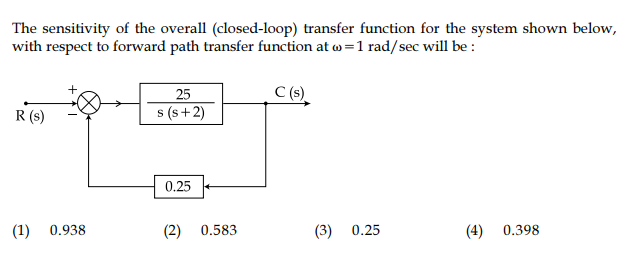 The sensitivity of the overall (closed-loop) transfer function for the system shown below,
with respect to forward path transfer function at ω=1 rad/sec will be :
+
R (s)
−
25
s (s+2)
C (s)
0.25
(1) 0.938
(2) 0.583
(3) 0.25
(4) 0.398